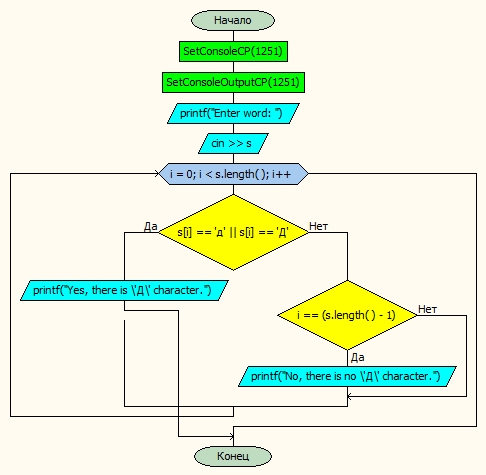 Начало
SetConsoleCP(1251)
SetConsoleOutputCP(1251)
printf("Enter word: ")
cin >> s
i = 0; i < s.length( ); i++
Да
Нет
s[i] == 'д' || s[i] == 'Д'
printf("Yes, there is \'Д\' character.")
Нет
i == (s.length( ) - 1)
Да
printf("No, there is no \'Д\' character.")
Конец